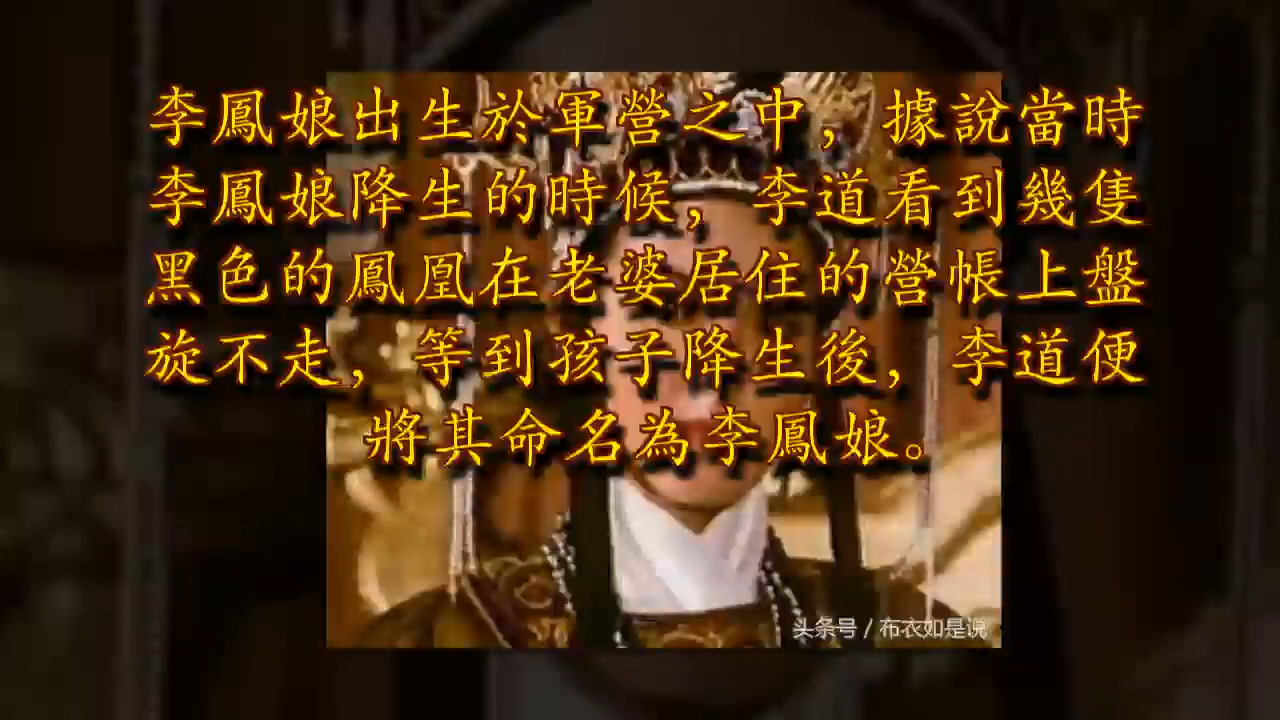 李鳳娘出生於軍營之中，據說當時
李鳳娘降生的時候，李道看到幾隻
黑色的鳳凰在老婆居住的營帳上盤
旋不走，等到孩子降生後，李道便
將其命名為李鳳娘。
头条号 / 布衣如是说